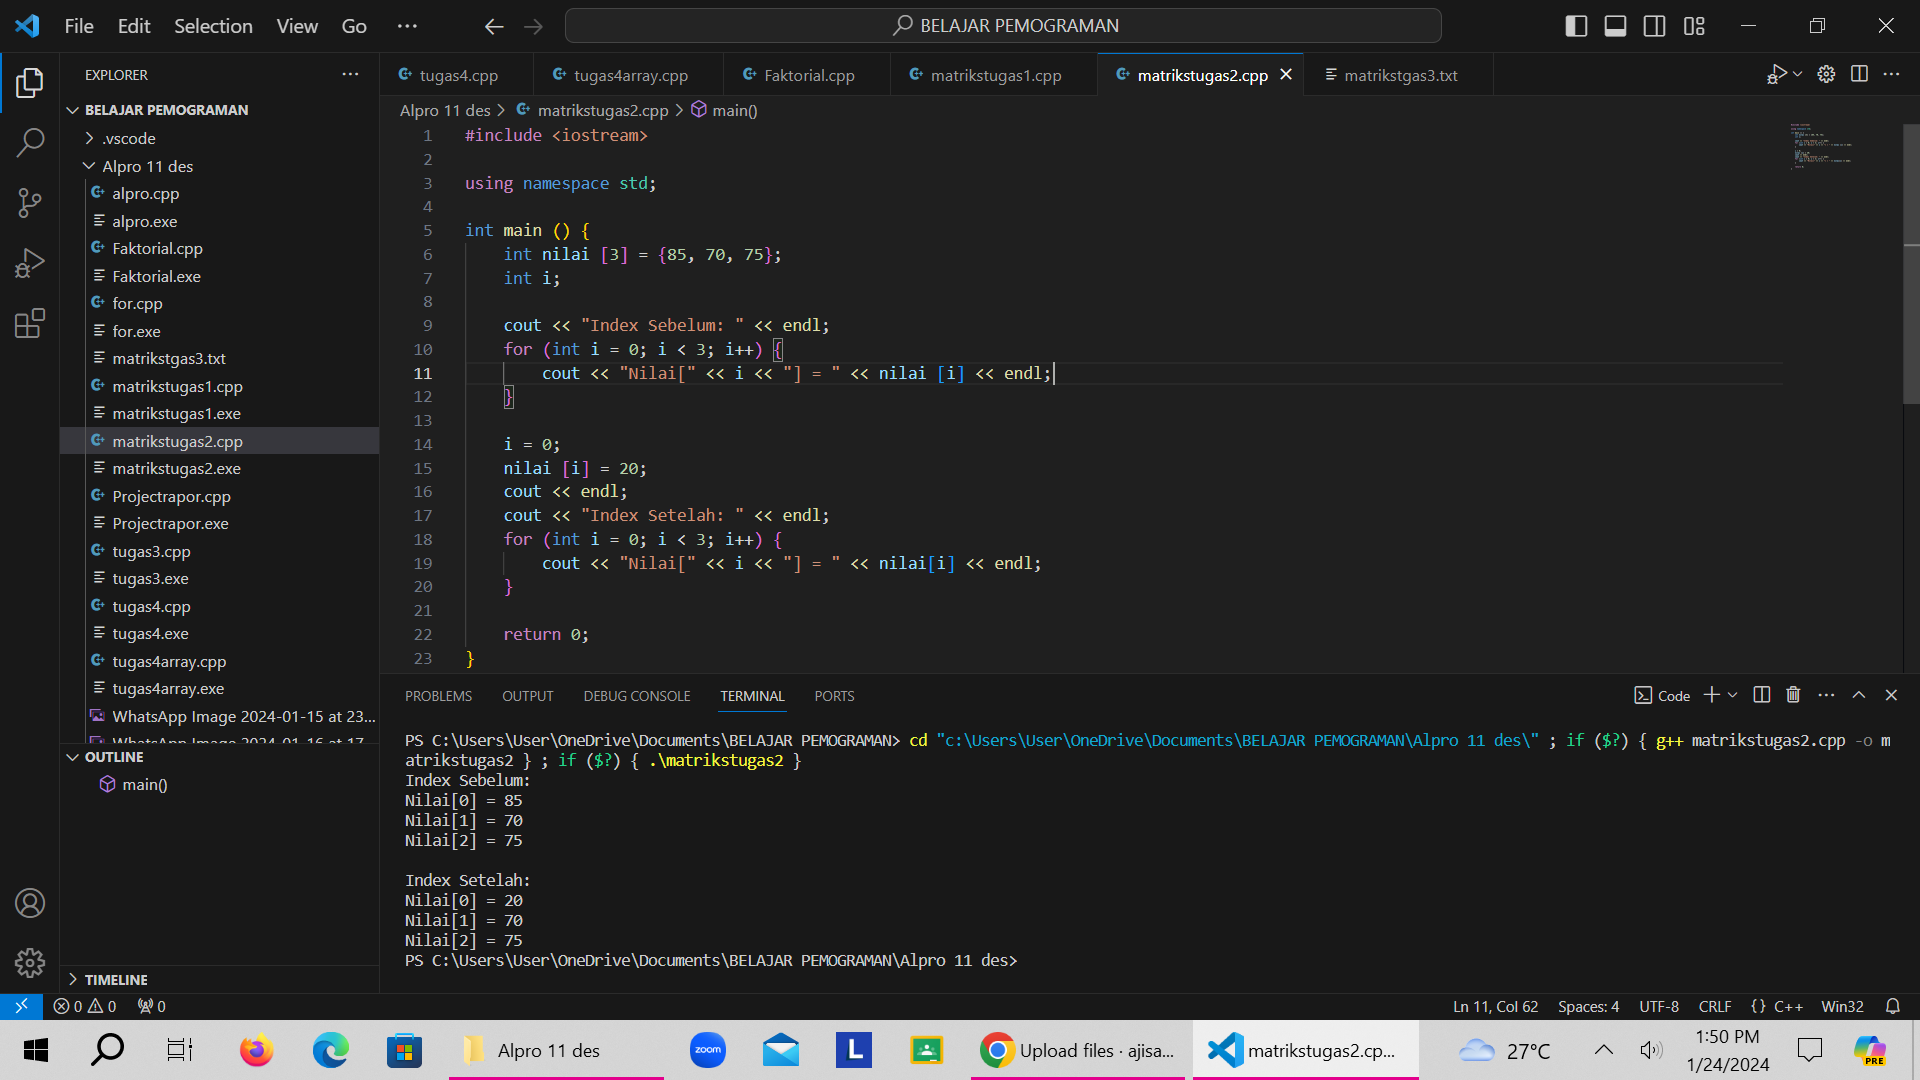 File Edit Selection View Go ··· BELAJAR PEMOGRAMAN
EXPLORER
tugas4.cpp tugas4array.cpp Faktorial.cpp matrikstugas1.cpp matrikstugas2.cpp matrikstgas3.txt
BELAJAR PEMOGRAMAN
.vscode
Alpro 11 des
alpro.cpp
alpro.exe
Faktorial.cpp
Faktorial.exe
for.cpp
for.exe
matrikstgas3.txt
matrikstugas1.cpp
matrikstugas1.exe
matrikstugas2.cpp
matrikstugas2.exe
Projectrapor.cpp
Projectrapor.exe
tugas3.cpp
tugas3.exe
tugas4.cpp
tugas4.exe
tugas4array.cpp
tugas4array.exe
WhatsApp Image 2024-01-15 at 23...
WhatsApp Image 2024-01-16 at 17
OUTLINE
main()
TIMELINE
Alpro 11 des > matrikstugas2.cpp > main()
1 #include <iostream>
2
3 using namespace std;
4
5 int main () {
6 int nilai [3] = {85, 70, 75};
7 int i;
8
9 cout << "Index Sebelum: " << endl;
10 for (int i = 0; i < 3; i++) {
11 cout << "Nilai[" << i << "] = " << nilai [i] << endl;
12 }
13
14 i = 0;
15 nilai [i] = 20;
16 cout << endl;
17 cout << "Index Setelah: " << endl;
18 for (int i = 0; i < 3; i++) {
19 cout << "Nilai[" << i << "] = " << nilai[i] << endl;
20 }
21
22 return 0;
23 }
PROBLEMS OUTPUT DEBUG CONSOLE TERMINAL PORTS Code
PS C:\Users\User\OneDrive\Documents\BELAJAR PEMOGRAMAN> cd "c:\Users\User\OneDrive\Documents\BELAJAR PEMOGRAMAN\Alpro 11 des\" ; if ($?) { g++ matrikstugas2.cpp -o m
atrikstugas2 } ; if ($?) { .\matrikstugas2 }
Index Sebelum:
Nilai[0] = 85
Nilai[1] = 70
Nilai[2] = 75

Index Setelah:
Nilai[0] = 20
Nilai[1] = 70
Nilai[2] = 75
PS C:\Users\User\OneDrive\Documents\BELAJAR PEMOGRAMAN\Alpro 11 des>
0 0 0 Ln 11, Col 62 Spaces: 4 UTF-8 CRLF {} C++ Win32
Alpro 11 des zoom L Upload files · ajisa... matrikstugas2.cp... 27°C PRE
1:50 PM
1/24/2024